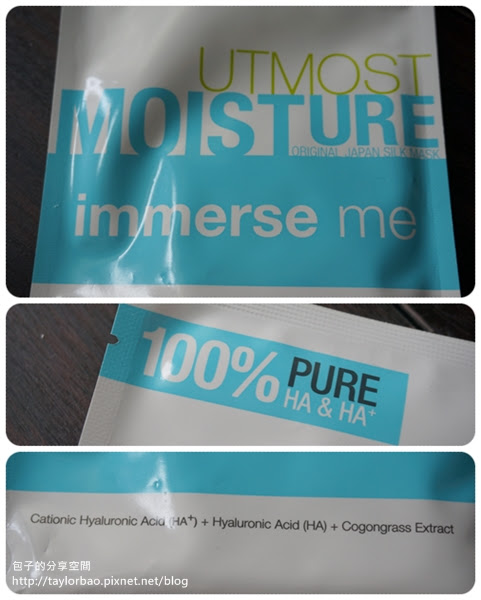 UTMOST
MOISTURE
ORIGINAL JAPAN SILK MASK
immerse me
100% PURE
HA & HA⁺
Cationic Hyaluronic Acid (HA⁺) + Hyaluronic Acid (HA) + Cogongrass Extract
包子的分享空間
http://taylorbao.pixnet.net/blog